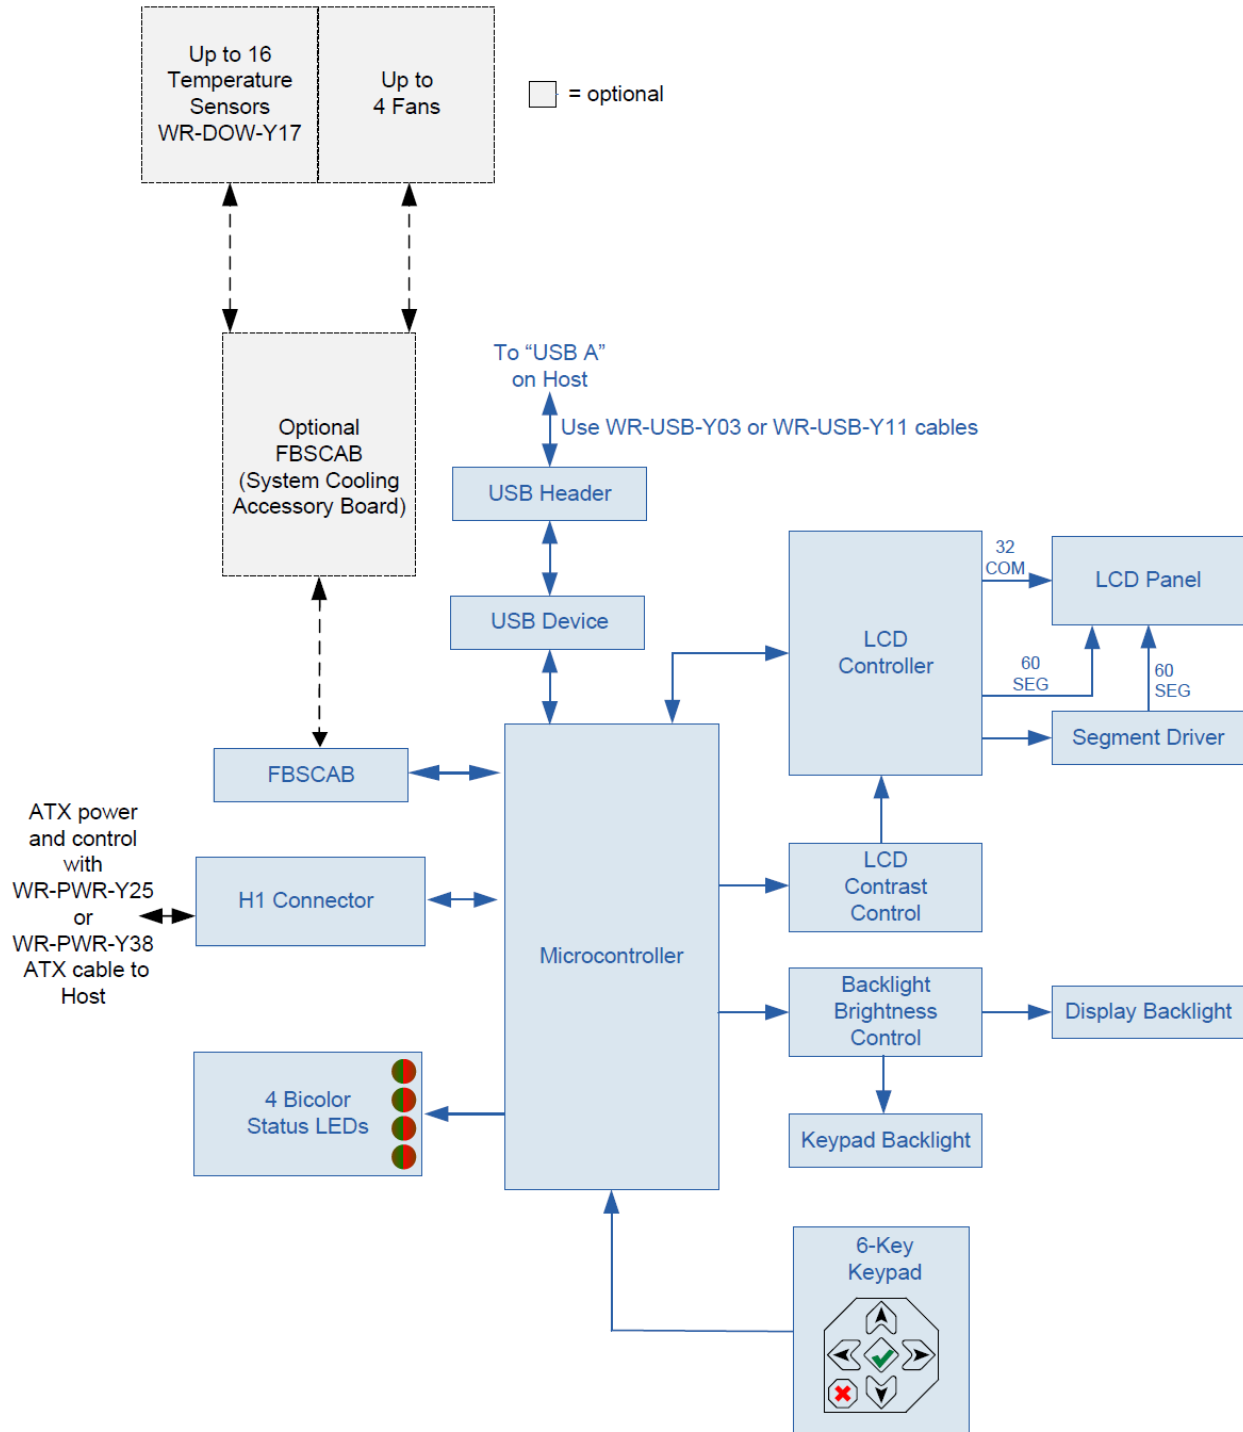 Up to 16
Temperature
Sensors
WR-DOW-Y17
Up to
4 Fans
= optional
To “USB A”
on Host
Use WR-USB-Y03 or WR-USB-Y11 cables
Optional
FBSCAB
(System Cooling
Accessory Board)
USB Header
USB Device
LCD
Controller
32
COM
LCD Panel
60
SEG
60
SEG
Segment Driver
FBSCAB
ATX power
and control
with
WR-PWR-Y25
or
WR-PWR-Y38
ATX cable to
Host
H1 Connector
Microcontroller
LCD
Contrast
Control
Backlight
Brightness
Control
Display Backlight
4 Bicolor
Status LEDs
Keypad Backlight
6-Key
Keypad